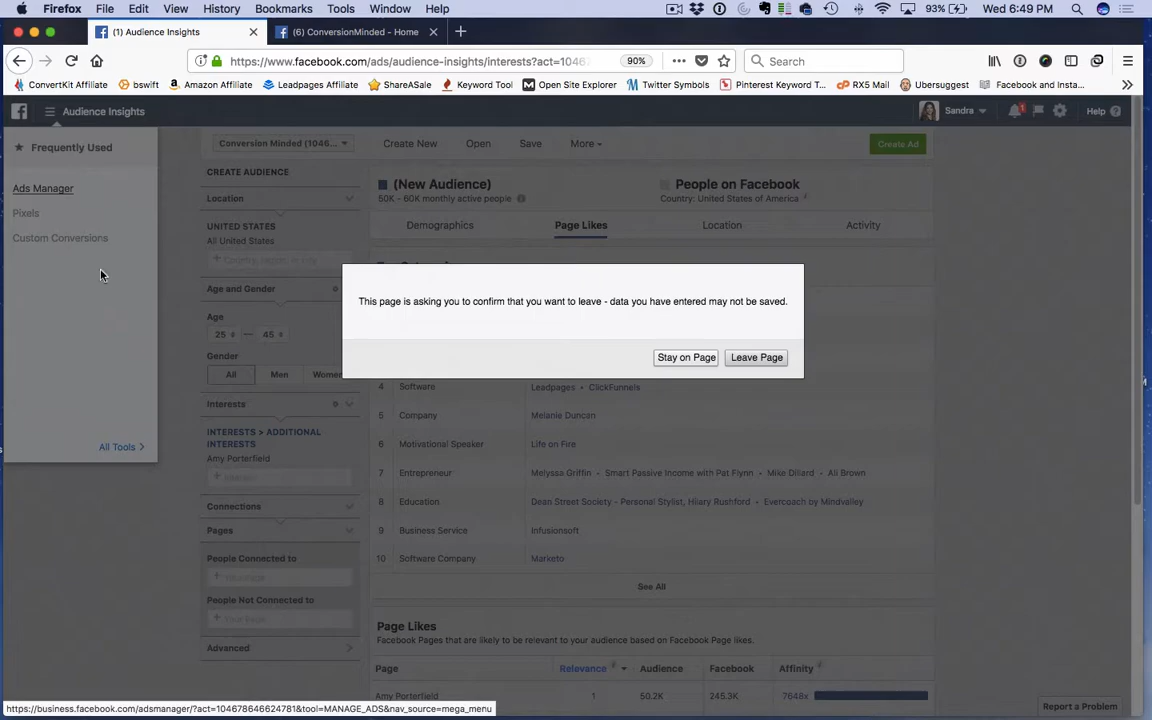 Firefox File Edit View History Bookmarks Tools Window Help 93% Wed 6:49 PM
(1) Audience Insights (6) ConversionMinded - Home
https://www.facebook.com/ads/audience-insights/interests?act=1046 90% Search
ConvertKit Affiliate bswift Amazon Affiliate Leadpages Affiliate ShareASale Keyword Tool Open Site Explorer Twitter Symbols Pinterest Keyword T... RX5 Mail Ubersuggest Facebook and Insta...
Audience Insights Sandra 1 Help
Frequently Used
Ads Manager
Pixels
Custom Conversions
All Tools
Conversion Minded (1046... Create New Open Save More Create Ad
CREATE AUDIENCE
Location
UNITED STATES
All United States
Country, region, or city
Age and Gender
Age
25 — 45
Gender
All Men Women
Interests
INTERESTS > ADDITIONAL
INTERESTS
Amy Porterfield
Connections
Pages
People Connected to
Your Page
People Not Connected to
Your Page
Advanced
(New Audience)
50K - 60K monthly active people
People on Facebook
Country: United States of America
Demographics Page Likes Location Activity
This page is asking you to confirm that you want to leave - data you have entered may not be saved.
Stay on Page Leave Page
4 Software Leadpages • ClickFunnels
5 Company Melanie Duncan
6 Motivational Speaker Life on Fire
7 Entrepreneur Melyssa Griffin • Smart Passive Income with Pat Flynn • Mike Dillard • Ali Brown
8 Education Dean Street Society - Personal Stylist, Hilary Rushford • Evercoach by Mindvalley
9 Business Service Infusionsoft
10 Software Company Marketo
See All
Page Likes
Facebook Pages that are likely to be relevant to your audience based on Facebook Page likes.
Page Relevance Audience Facebook Affinity
Amy Porterfield 1 50.2K 245.3K 7648x
https://business.facebook.com/adsmanager/?act=104678646624781&tool=MANAGE_ADS&nav_source=mega_menu
Report a Problem